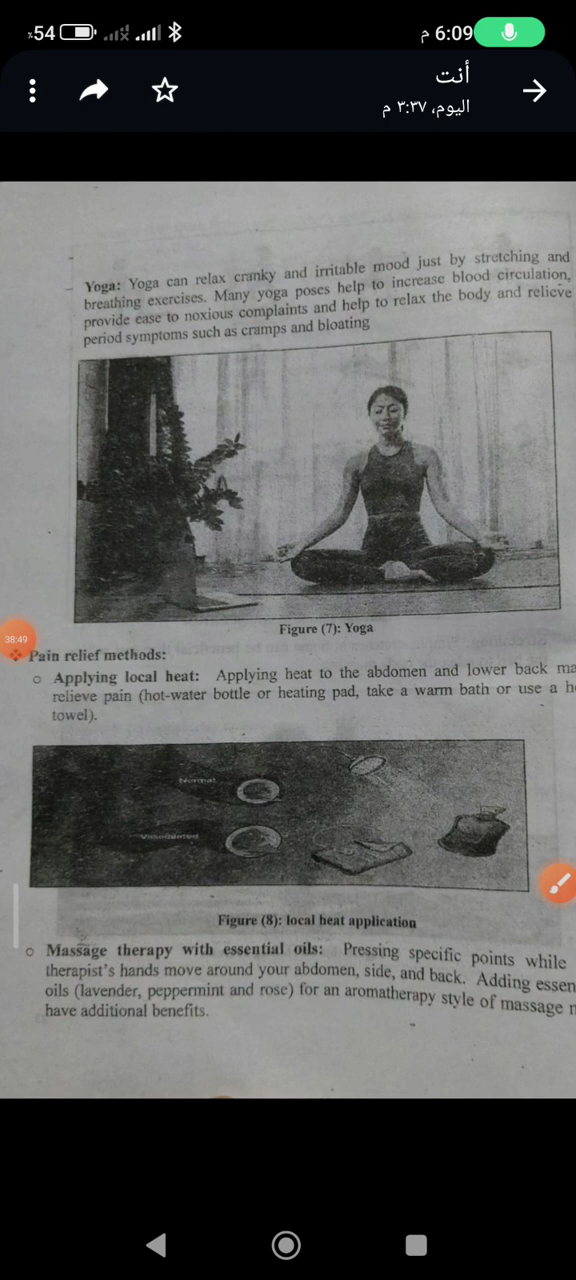 %54
6:09 م
أنت
اليوم، ٣:٣٧ م
Yoga: Yoga can relax cranky and irritable mood just by stretching and
breathing exercises. Many yoga poses help to increase blood circulation,
provide ease to noxious complaints and help to relax the body and relieve
period symptoms such as cramps and bloating
Figure (7): Yoga
38:49
Pain relief methods:
Applying local heat: Applying heat to the abdomen and lower back ma
relieve pain (hot-water bottle or heating pad, take a warm bath or use a h
towel).
Normal
Vasodilated
Figure (8): local heat application
Massage therapy with essential oils: Pressing specific points while
therapist's hands move around your abdomen, side, and back. Adding essen
oils (lavender, peppermint and rose) for an aromatherapy style of massage m
have additional benefits.